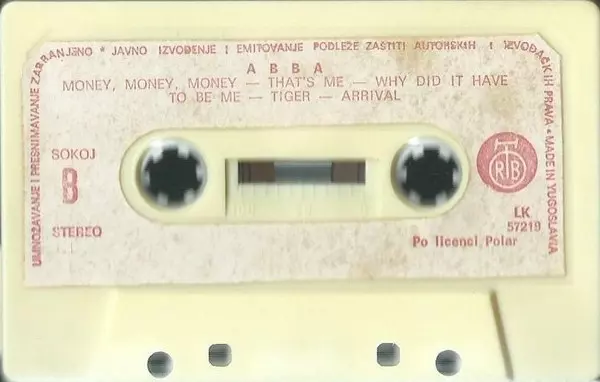 UMNOŽAVANJE I PRESNIMAVANJE ZABRANJENO * JAVNO IZVOĐENJE I EMITOVANJE PODLEŽE ZAŠTITI AUTORSKIH I IZVOĐAČKIH PRAVA • MADE IN YUGOSLAVIA
ABBA
MONEY, MONEY, MONEY — THAT'S ME — WHY DID IT HAVE
TO BE ME — TIGER — ARRIVAL
SOKOJ
B
STEREO
RTB
LK
57219
Po licenci Polar